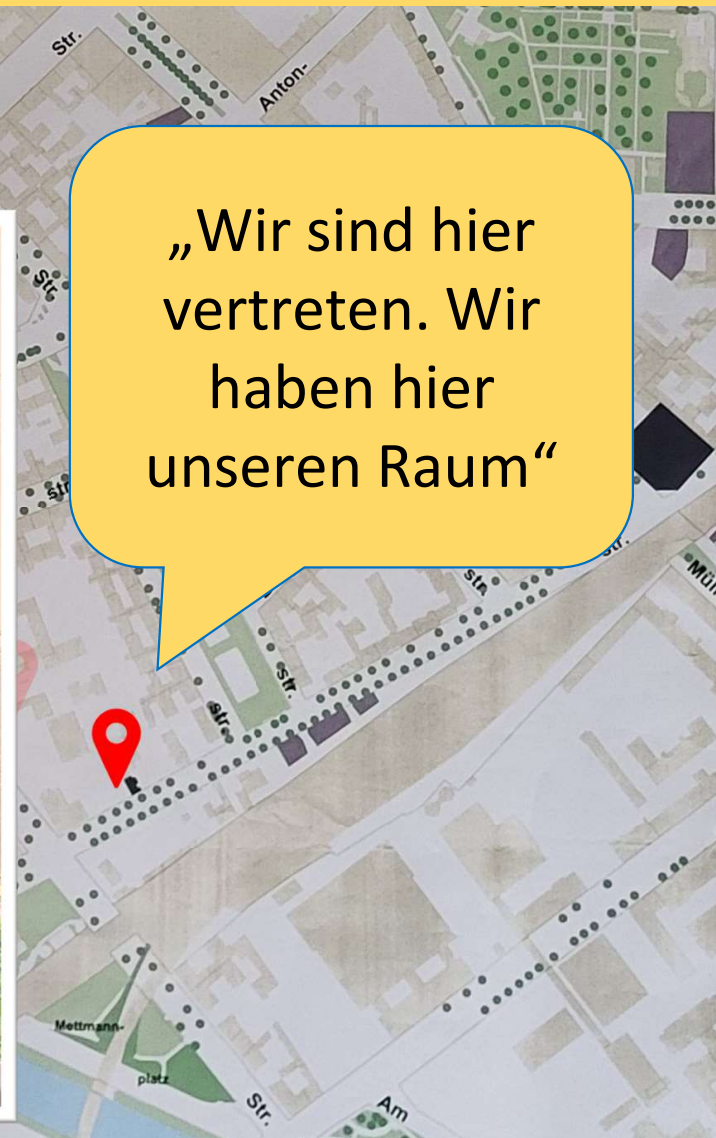 Str.
Anton-
„Wir sind hier
vertreten. Wir
haben hier
unseren Raum“
Str.
str
str.
str.
Mün
str.
str.
Mettmann-
platz
Str.
Am